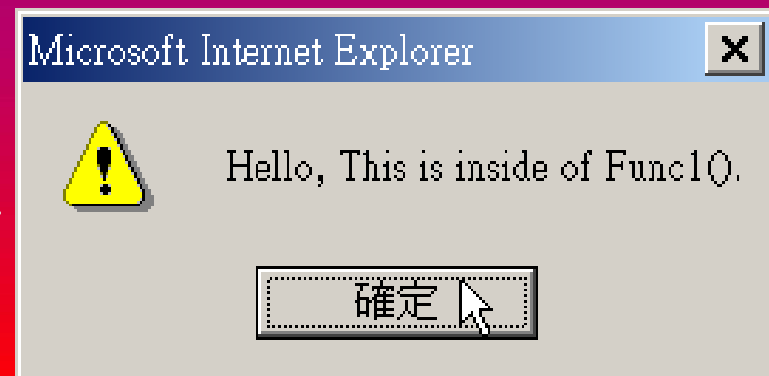 Microsoft Internet Explorer
Hello, This is inside of Func1().
確定